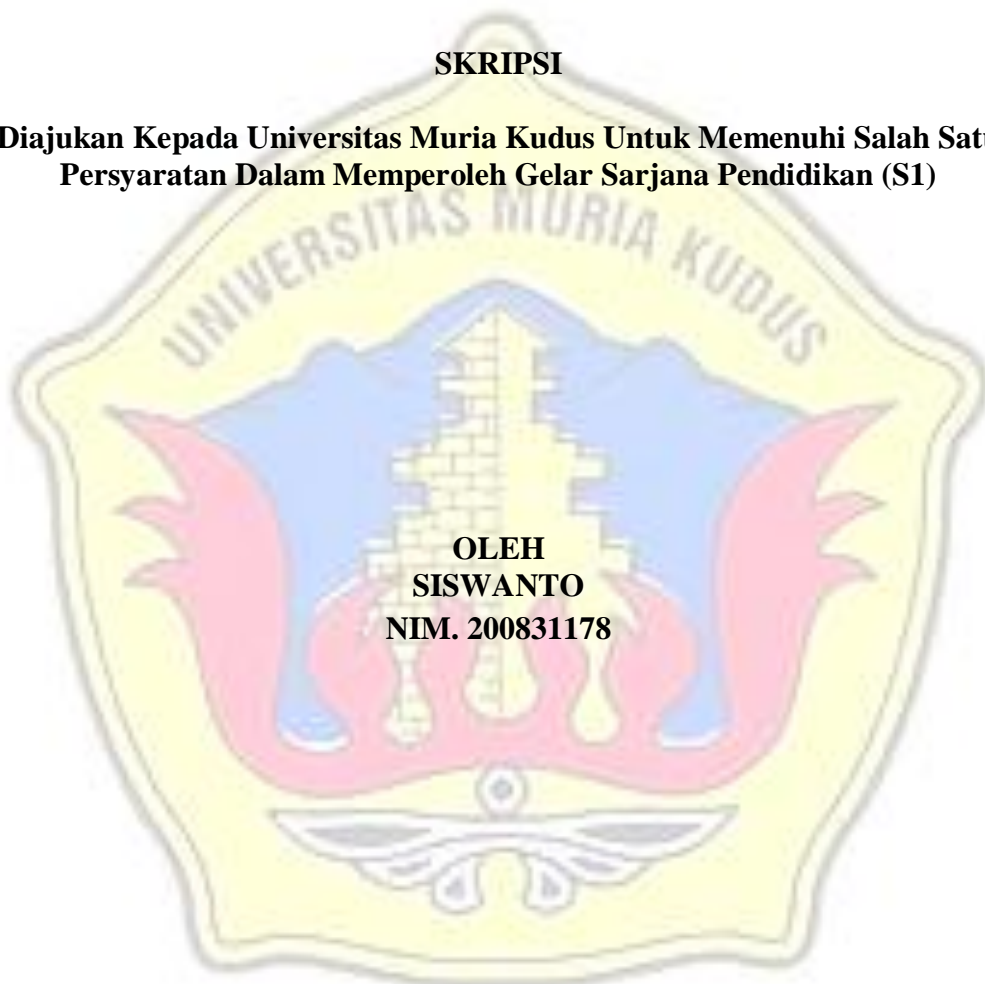 SKRIPSI
Diajukan Kepada Universitas Muria Kudus Untuk Memenuhi Salah Satu
Persyaratan Dalam Memperoleh Gelar Sarjana Pendidikan (S1)
UNIVERSITAS MURIA KUDUS
OLEH
SISWANTO
NIM. 200831178